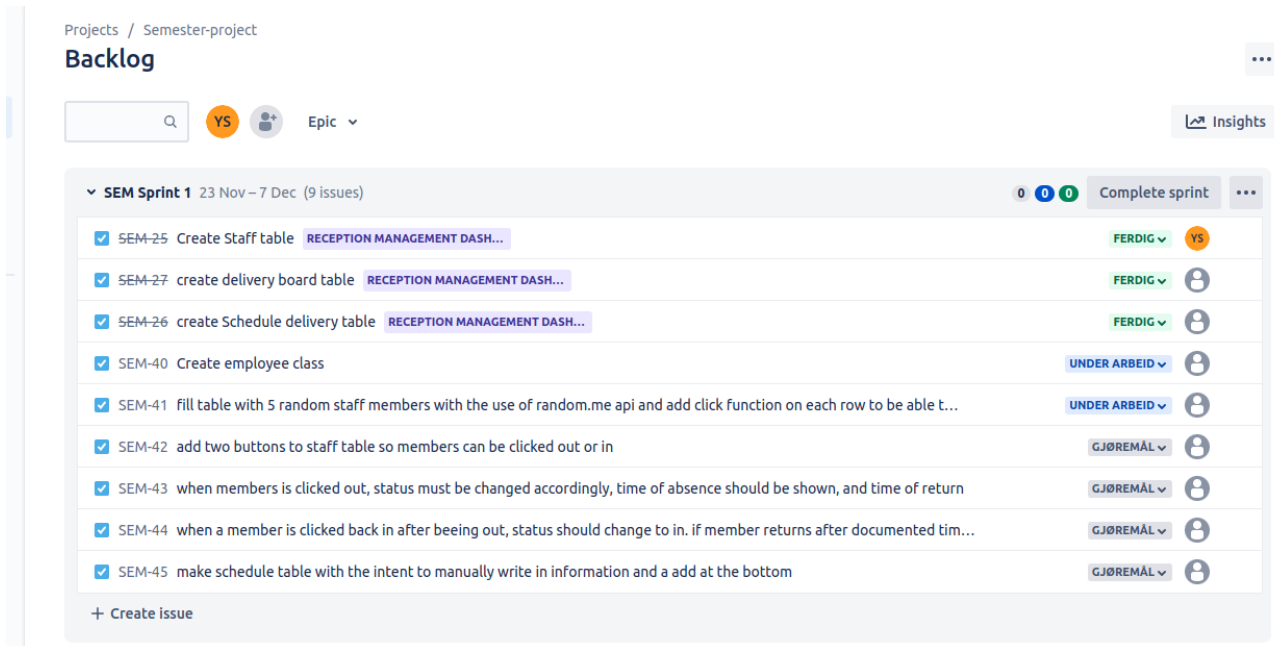 Projects / Semester-project
Backlog
YS Epic
Insights
SEM Sprint 1 23 Nov – 7 Dec (9 issues) 0 0 0 Complete sprint
SEM-25 Create Staff table RECEPTION MANAGEMENT DASH... FERDIG YS
SEM-27 create delivery board table RECEPTION MANAGEMENT DASH... FERDIG
SEM-26 create Schedule delivery table RECEPTION MANAGEMENT DASH... FERDIG
SEM-40 Create employee class UNDER ARBEID
SEM-41 fill table with 5 random staff members with the use of random.me api and add click function on each row to be able t... UNDER ARBEID
SEM-42 add two buttons to staff table so members can be clicked out or in GJØREMÅL
SEM-43 when members is clicked out, status must be changed accordingly, time of absence should be shown, and time of return GJØREMÅL
SEM-44 when a member is clicked back in after beeing out, status should change to in. if member returns after documented tim... GJØREMÅL
SEM-45 make schedule table with the intent to manually write in information and a add at the bottom GJØREMÅL
+ Create issue